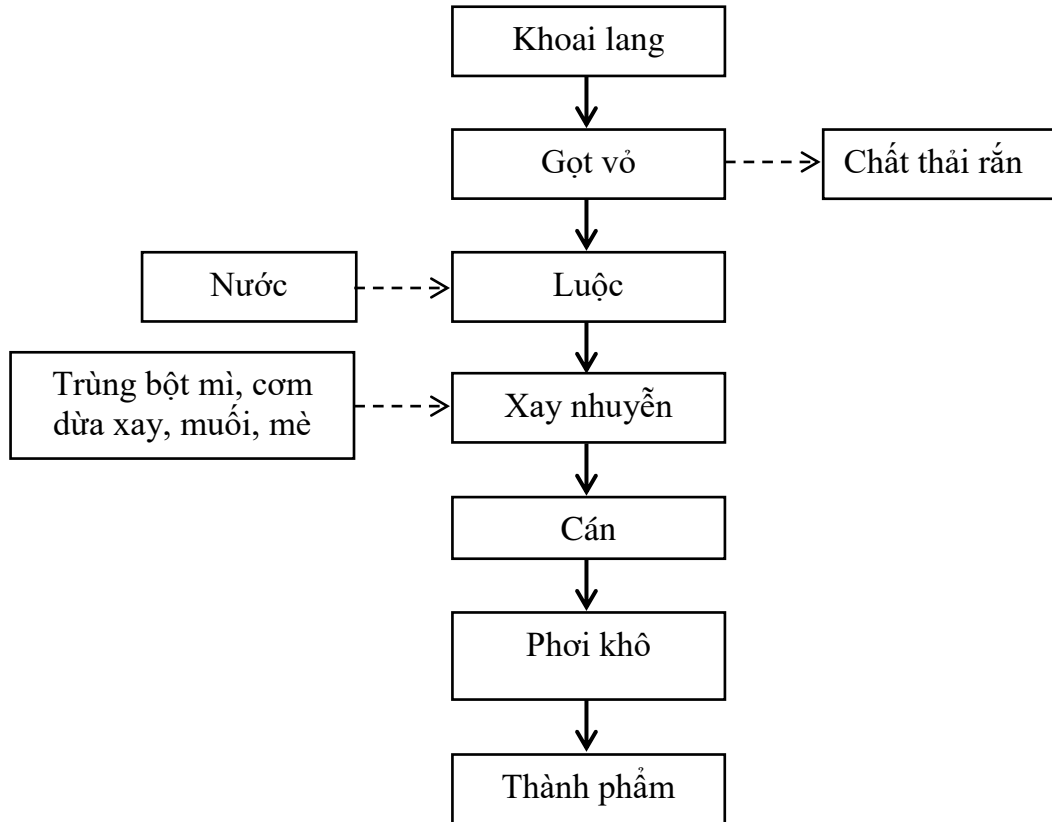 Khoai lang
Gọt vỏ
Chất thải rắn
Nước
Luộc
Trùng bột mì, cơm
dừa xay, muối, mè
Xay nhuyễn
Cán
Phơi khô
Thành phẩm